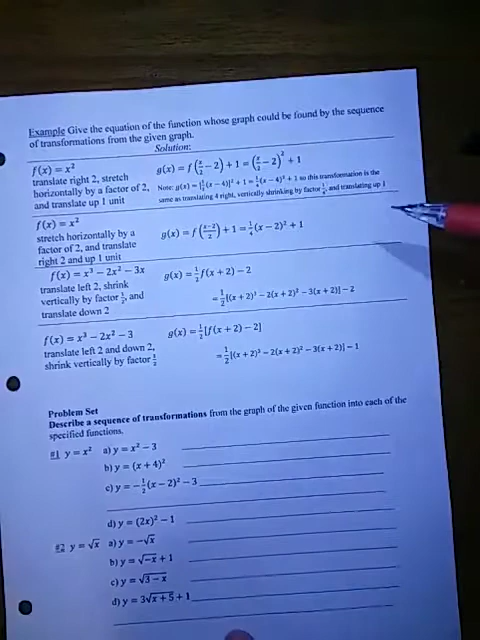 Example Give the equation of the function whose graph could be found by the sequence
of transformations from the given graph.
Solution:
f(x) = x²
translate right 2, stretch
horizontally by a factor of 2,
and translate up 1 unit
g(x) = f(x/2 − 2) + 1 = (x/2 − 2)² + 1
Note: g(x) = [½(x − 4)]² + 1 = ¼(x − 4)² + 1 so this transformation is the
same as translating 4 right, vertically shrinking by factor ¼, and translating up 1
f(x) = x²
stretch horizontally by a
factor of 2, and translate
right 2 and up 1 unit
g(x) = f((x−2)/2) + 1 = ¼(x − 2)² + 1
f(x) = x³ − 2x² − 3x
translate left 2, shrink
vertically by factor ½, and
translate down 2
g(x) = ½f(x + 2) − 2
= ½[(x + 2)³ − 2(x + 2)² − 3(x + 2)] − 2
f(x) = x³ − 2x² − 3
translate left 2 and down 2,
shrink vertically by factor ½
g(x) = ½[f(x + 2) − 2]
= ½[(x + 2)³ − 2(x + 2)² − 3(x + 2)] − 1
Problem Set
Describe a sequence of transformations from the graph of the given function into each of the
specified functions.
#1 y = x² a) y = x² − 3
b) y = (x + 4)²
c) y = −½(x − 2)² − 3
d) y = (2x)² − 1
#2 y = √x a) y = −√x
b) y = √−x + 1
c) y = √3 − x
d) y = 3√x + 5 + 1